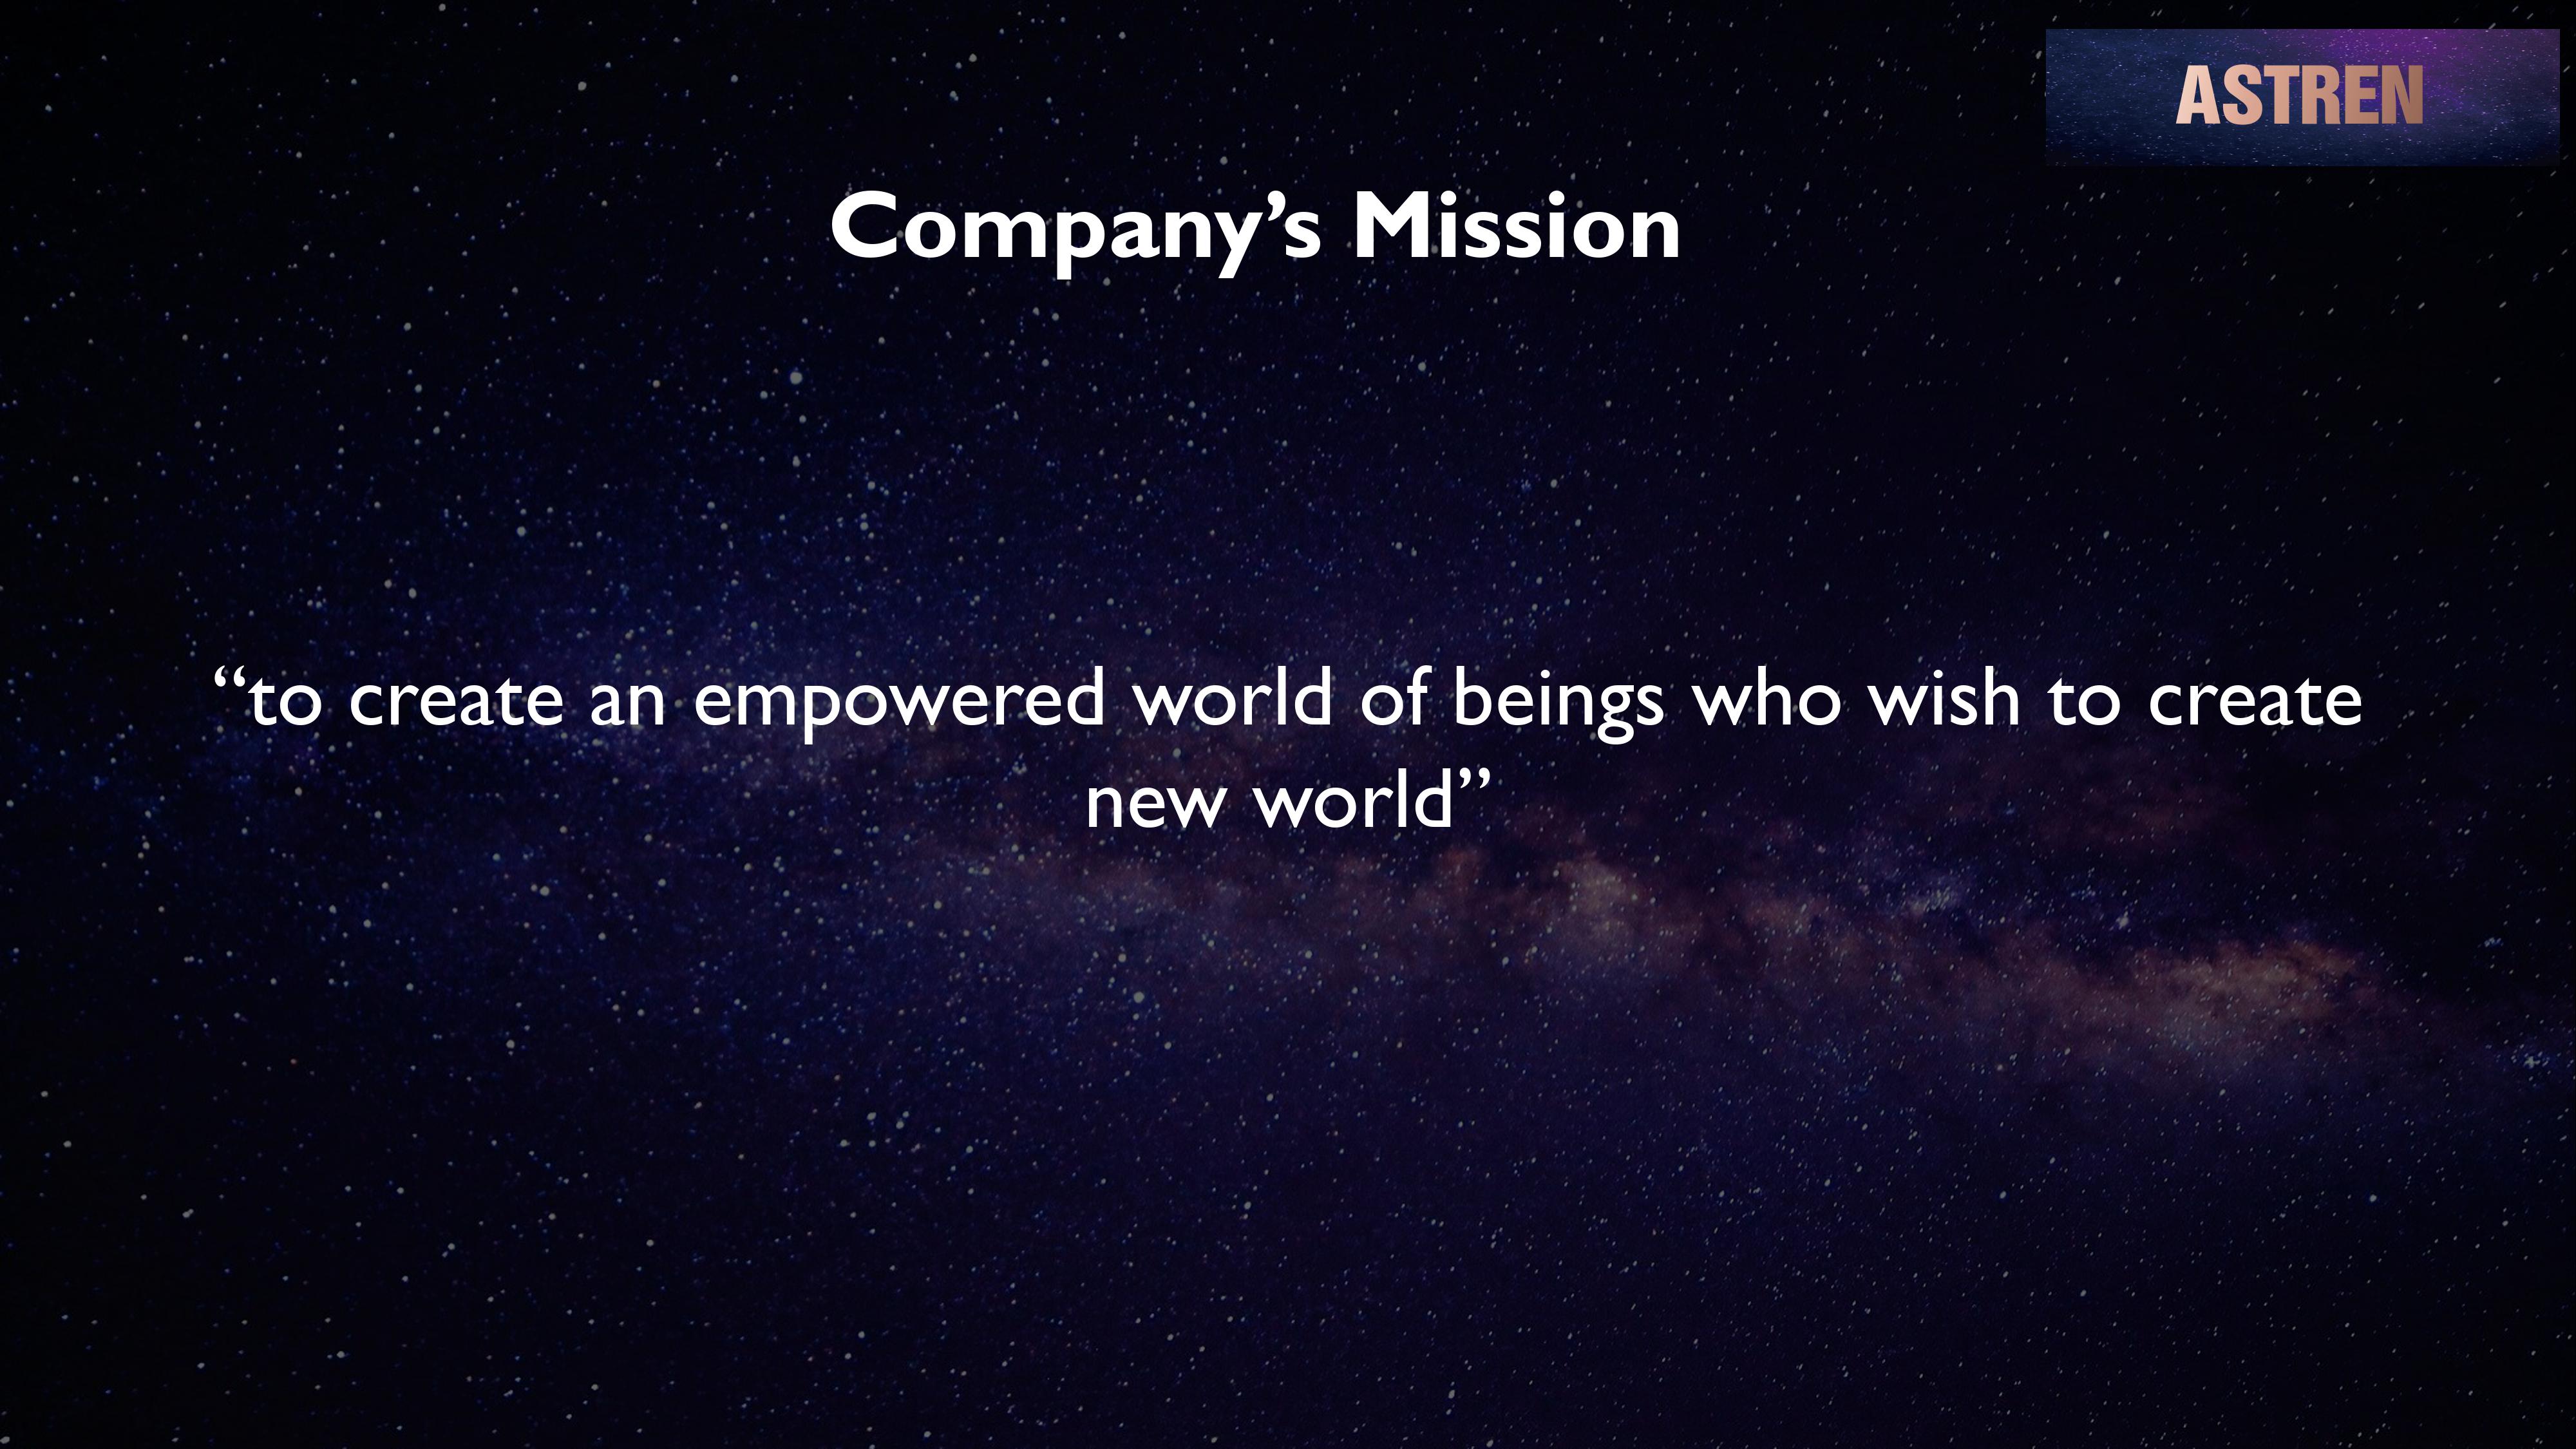 ASTREN
Company’s Mission
“to create an empowered world of beings who wish to create
new world”